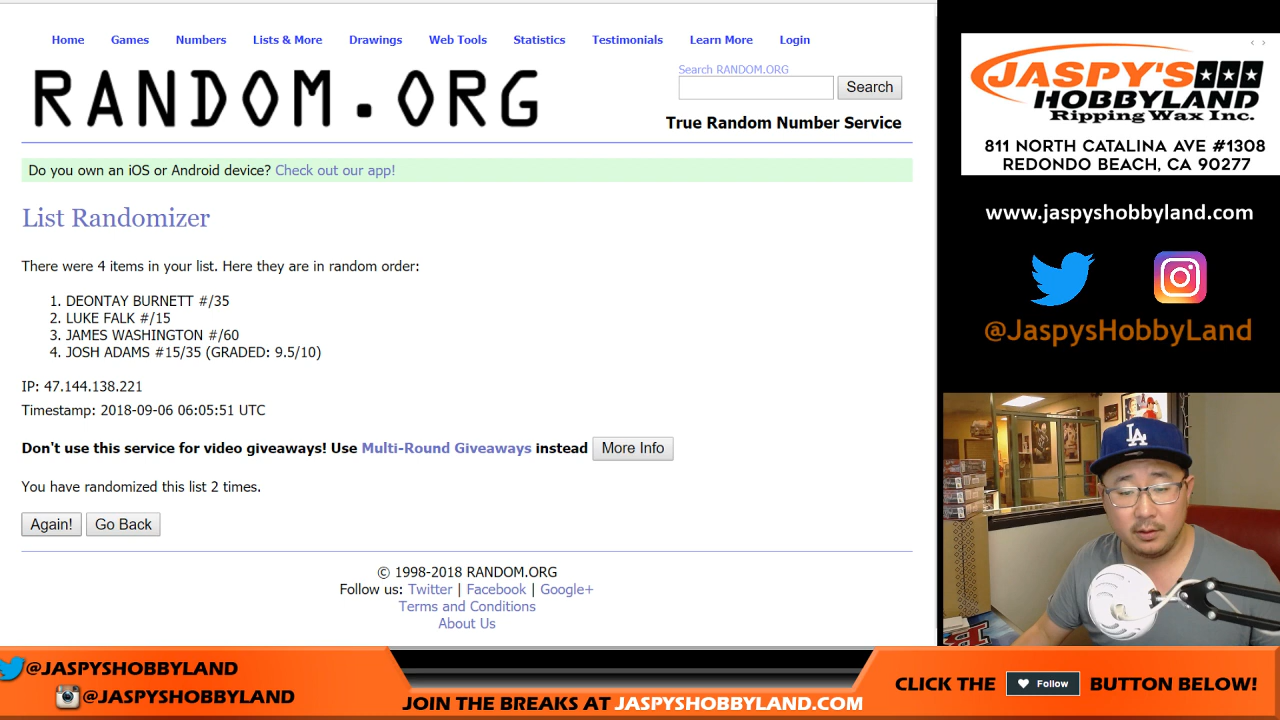 Home Games Numbers Lists & More Drawings Web Tools Statistics Testimonials Learn More Login
RANDOM.ORG
Search RANDOM.ORG
Search
True Random Number Service
Do you own an iOS or Android device? Check out our app!
List Randomizer
There were 4 items in your list. Here they are in random order:
1. DEONTAY BURNETT #/35
2. LUKE FALK #/15
3. JAMES WASHINGTON #/60
4. JOSH ADAMS #15/35 (GRADED: 9.5/10)
IP: 47.144.138.221
Timestamp: 2018-09-06 06:05:51 UTC
Don't use this service for video giveaways! Use Multi-Round Giveaways instead More Info
You have randomized this list 2 times.
Again! Go Back
© 1998-2018 RANDOM.ORG
Follow us: Twitter | Facebook | Google+
Terms and Conditions
About Us
JASPY'S
HOBBYLAND
Ripping Wax Inc.
811 NORTH CATALINA AVE #1308
REDONDO BEACH, CA 90277
www.jaspyshobbyland.com
@JaspysHobbyLand
LA
@JASPYSHOBBYLAND
@JASPYSHOBBYLAND
JOIN THE BREAKS AT JASPYSHOBBYLAND.COM
CLICK THE Follow BUTTON BELOW!